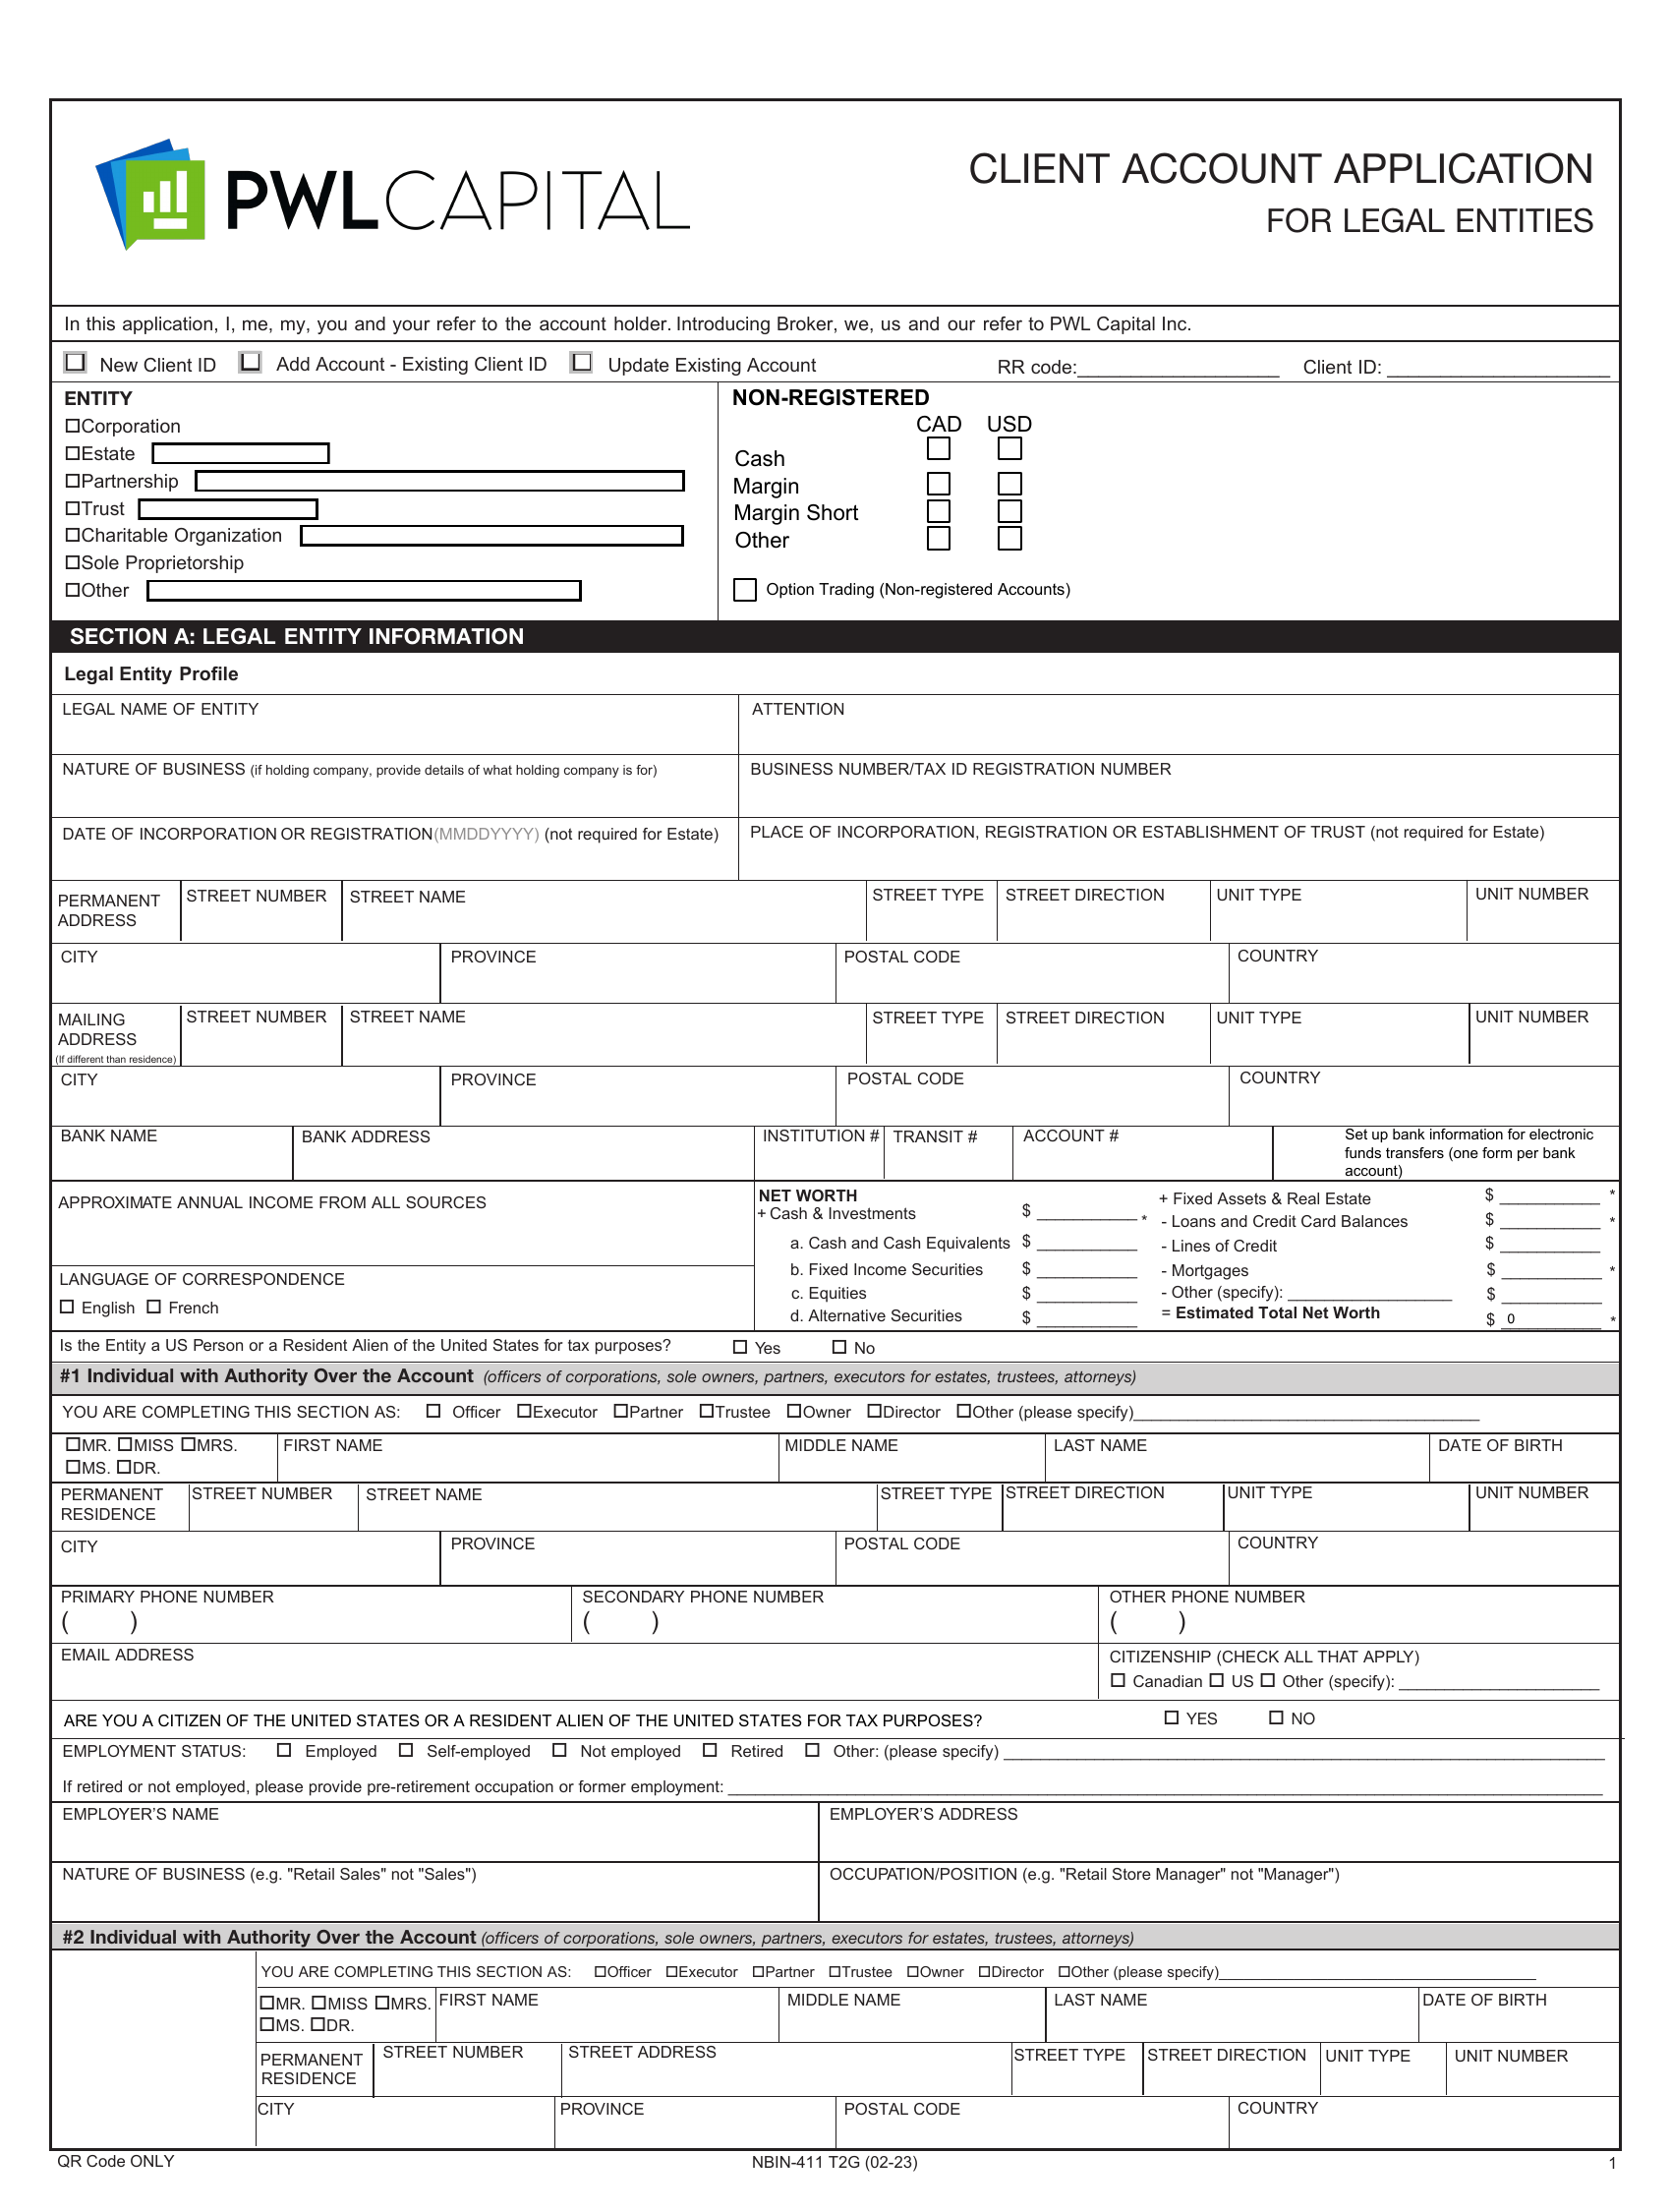 PWL CAPITAL
CLIENT ACCOUNT APPLICATION
FOR LEGAL ENTITIES
In this application, I, me, my, you and your refer to the account holder. Introducing Broker, we, us and our refer to PWL Capital Inc.
New Client ID Add Account - Existing Client ID Update Existing Account RR code: Client ID:
ENTITY
Corporation
Estate
Partnership
Trust
Charitable Organization
Sole Proprietorship
Other
NON-REGISTERED
CAD USD
Cash
Margin
Margin Short
Other
Option Trading (Non-registered Accounts)
SECTION A: LEGAL ENTITY INFORMATION
Legal Entity Profile
LEGAL NAME OF ENTITY ATTENTION
NATURE OF BUSINESS (if holding company, provide details of what holding company is for) BUSINESS NUMBER/TAX ID REGISTRATION NUMBER
DATE OF INCORPORATION OR REGISTRATION(MMDDYYYY) (not required for Estate) PLACE OF INCORPORATION, REGISTRATION OR ESTABLISHMENT OF TRUST (not required for Estate)
PERMANENT ADDRESS STREET NUMBER STREET NAME STREET TYPE STREET DIRECTION UNIT TYPE UNIT NUMBER
CITY PROVINCE POSTAL CODE COUNTRY
MAILING ADDRESS (If different than residence) STREET NUMBER STREET NAME STREET TYPE STREET DIRECTION UNIT TYPE UNIT NUMBER
CITY PROVINCE POSTAL CODE COUNTRY
BANK NAME BANK ADDRESS INSTITUTION # TRANSIT # ACCOUNT # Set up bank information for electronic
funds transfers (one form per bank
account)
APPROXIMATE ANNUAL INCOME FROM ALL SOURCES
LANGUAGE OF CORRESPONDENCE
English French
NET WORTH
+ Cash & Investments $ *
a. Cash and Cash Equivalents $
b. Fixed Income Securities $
c. Equities $
d. Alternative Securities $
+ Fixed Assets & Real Estate $ *
- Loans and Credit Card Balances $ *
- Lines of Credit $
- Mortgages $ *
- Other (specify): $
= Estimated Total Net Worth $ 0 *
Is the Entity a US Person or a Resident Alien of the United States for tax purposes? Yes No
#1 Individual with Authority Over the Account (officers of corporations, sole owners, partners, executors for estates, trustees, attorneys)
YOU ARE COMPLETING THIS SECTION AS: Officer Executor Partner Trustee Owner Director Other (please specify)
MR. MISS MRS. FIRST NAME MIDDLE NAME LAST NAME DATE OF BIRTH
MS. DR.
PERMANENT RESIDENCE STREET NUMBER STREET NAME STREET TYPE STREET DIRECTION UNIT TYPE UNIT NUMBER
CITY PROVINCE POSTAL CODE COUNTRY
PRIMARY PHONE NUMBER SECONDARY PHONE NUMBER OTHER PHONE NUMBER
( ) ( ) ( )
EMAIL ADDRESS CITIZENSHIP (CHECK ALL THAT APPLY)
Canadian US Other (specify):
ARE YOU A CITIZEN OF THE UNITED STATES OR A RESIDENT ALIEN OF THE UNITED STATES FOR TAX PURPOSES? YES NO
EMPLOYMENT STATUS: Employed Self-employed Not employed Retired Other: (please specify)
If retired or not employed, please provide pre-retirement occupation or former employment:
EMPLOYER'S NAME EMPLOYER'S ADDRESS
NATURE OF BUSINESS (e.g. "Retail Sales" not "Sales") OCCUPATION/POSITION (e.g. "Retail Store Manager" not "Manager")
#2 Individual with Authority Over the Account (officers of corporations, sole owners, partners, executors for estates, trustees, attorneys)
YOU ARE COMPLETING THIS SECTION AS: Officer Executor Partner Trustee Owner Director Other (please specify)
MR. MISS MRS. FIRST NAME MIDDLE NAME LAST NAME DATE OF BIRTH
MS. DR.
PERMANENT RESIDENCE STREET NUMBER STREET ADDRESS STREET TYPE STREET DIRECTION UNIT TYPE UNIT NUMBER
CITY PROVINCE POSTAL CODE COUNTRY
QR Code ONLY NBIN-411 T2G (02-23) 1